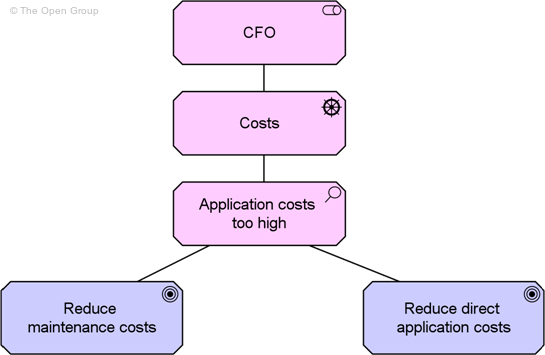 © The Open Group
CFO
Costs
Application costs
too high
Reduce
maintenance costs
Reduce direct
application costs